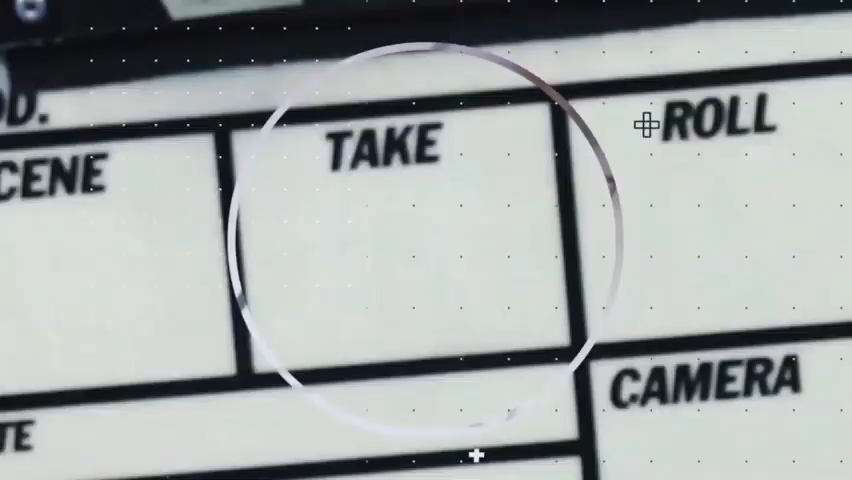 OD.
CENE
TAKE
ROLL
CAMERA
TE